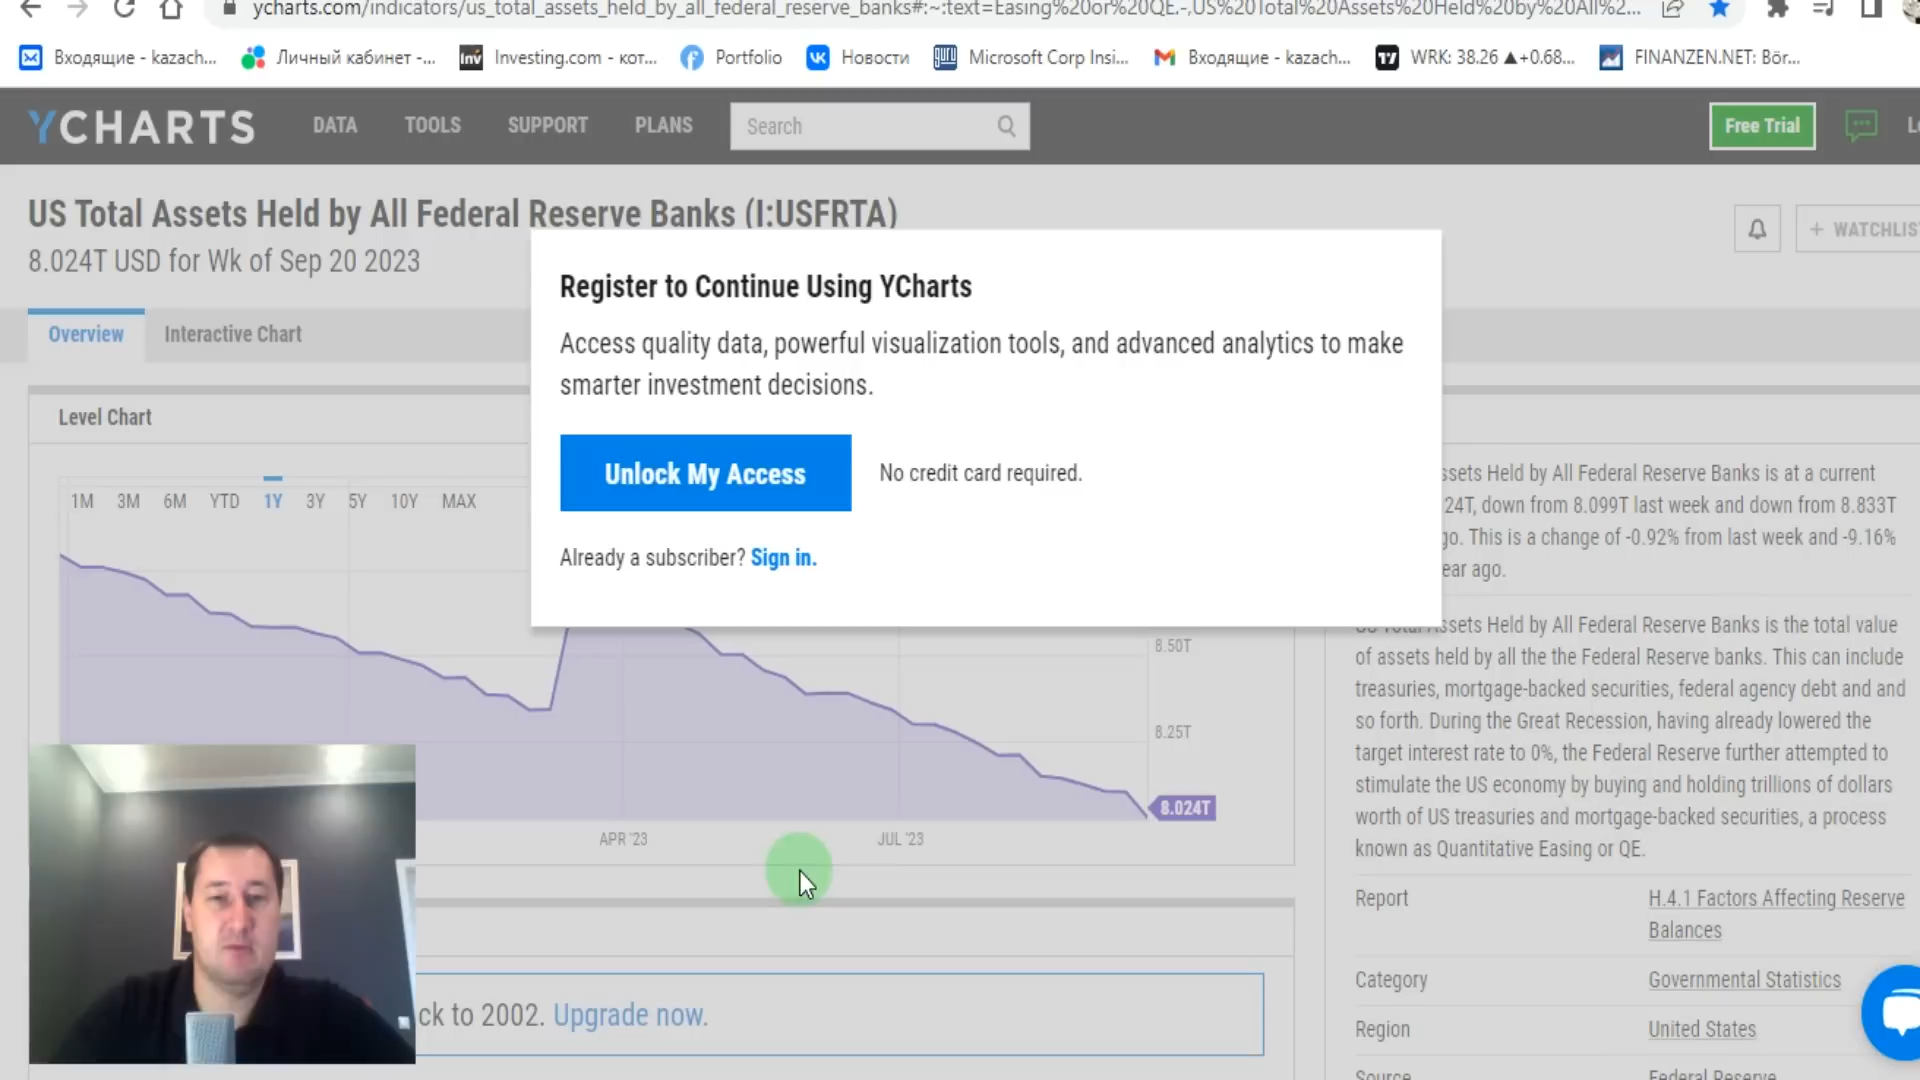 ycharts.com/indicators/us_total_assets_held_by_all_federal_reserve_banks#:~:text=Easing%20or%20QE.-,US%20Total%20Assets%20Held%20by%20All%2...
Входящие - kazach...
Личный кабинет -...
Inv Investing.com - кот...
Portfolio
Новости
guru Microsoft Corp Insi...
Входящие - kazach...
WRK: 38.26 ▲+0.68...
FINANZEN.NET: Bör...
YCHARTS
DATA
TOOLS
SUPPORT
PLANS
Search
Free Trial
US Total Assets Held by All Federal Reserve Banks (I:USFRTA)
8.024T USD for Wk of Sep 20 2023
+ WATCHLIS
Overview
Interactive Chart
Register to Continue Using YCharts
Access quality data, powerful visualization tools, and advanced analytics to make
smarter investment decisions.
Unlock My Access
No credit card required.
Already a subscriber? Sign in.
Level Chart
1M 3M 6M YTD 1Y 3Y 5Y 10Y MAX
8.50T
8.25T
8.024T
APR '23
JUL '23
ck to 2002. Upgrade now.
ssets Held by All Federal Reserve Banks is at a current
24T, down from 8.099T last week and down from 8.833T
go. This is a change of -0.92% from last week and -9.16%
ear ago.
US Total Assets Held by All Federal Reserve Banks is the total value
of assets held by all the the Federal Reserve banks. This can include
treasuries, mortgage-backed securities, federal agency debt and and
so forth. During the Great Recession, having already lowered the
target interest rate to 0%, the Federal Reserve further attempted to
stimulate the US economy by buying and holding trillions of dollars
worth of US treasuries and mortgage-backed securities, a process
known as Quantitative Easing or QE.
Report
H.4.1 Factors Affecting Reserve
Balances
Category
Governmental Statistics
Region
United States
Source
Federal Reserve